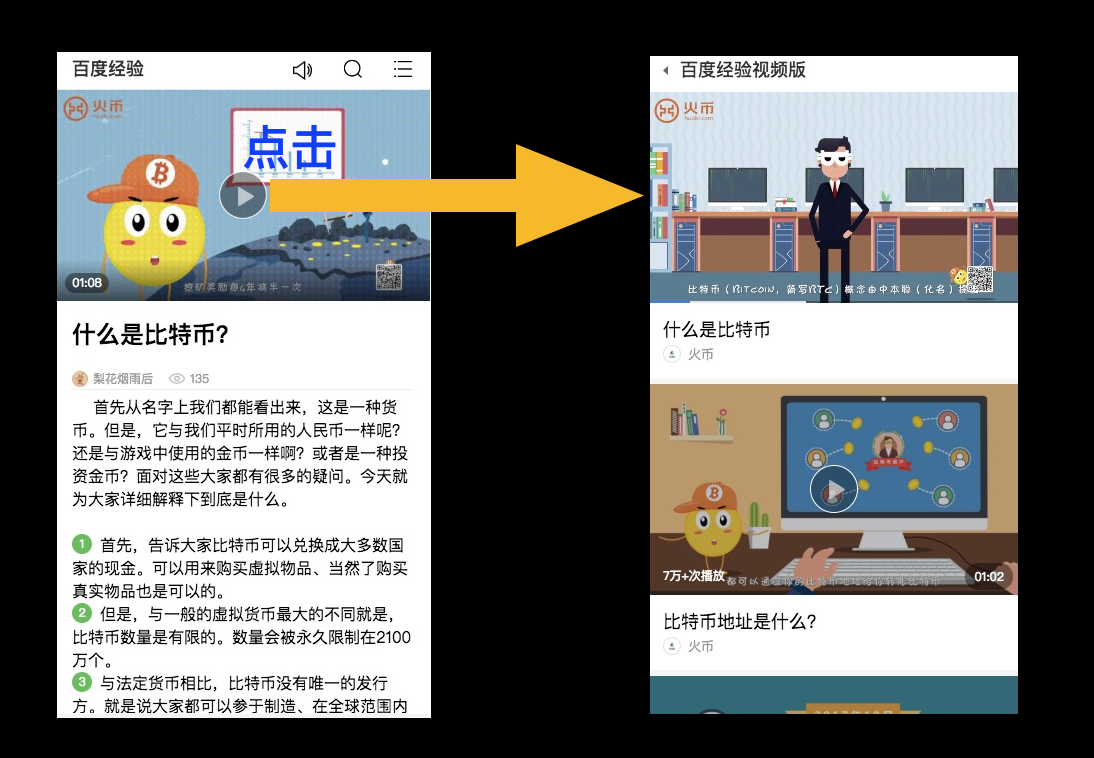 百度经验
火币
huobi.com
点击
01:08
挖矿奖励每4年减半一次
什么是比特币?
梨花烟雨后 135
首先从名字上我们都能看出来，这是一种货
币。但是，它与我们平时所用的人民币一样呢?
还是与游戏中使用的金币一样啊？或者是一种投
资金币？面对这些大家都有很多的疑问。今天就
为大家详细解释下到底是什么。
1 首先，告诉大家比特币可以兑换成大多数国
家的现金。可以用来购买虚拟物品、当然了购买
真实物品也是可以的。
2 但是，与一般的虚拟货币最大的不同就是，
比特币数量是有限的。数量会被永久限制在2100
万个。
3 与法定货币相比，比特币没有唯一的发行
方。就是说大家都可以参于制造、在全球范围内
百度经验视频版
火币
huobi.com
比特币（BITCOIN，简写BTC）概念由中本聪（化名）提
什么是比特币
火币
比特币账户
都可以通过你的比特币地址给你转账比特币
7万+次播放
01:02
比特币地址是什么?
火币
2017年10月